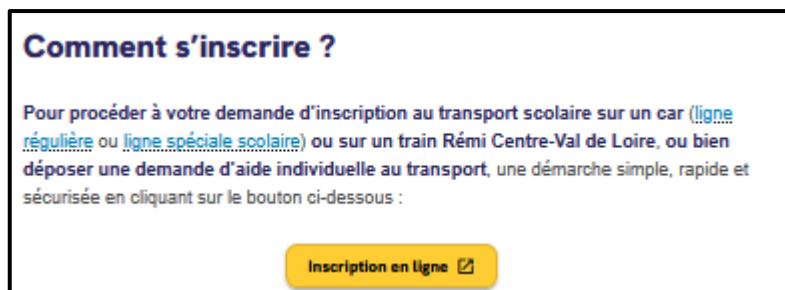 Comment s'inscrire ?
Pour procéder à votre demande d'inscription au transport scolaire sur un car (ligne
régulière ou ligne spéciale scolaire) ou sur un train Rémi Centre-Val de Loire, ou bien
déposer une demande d'aide individuelle au transport, une démarche simple, rapide et
sécurisée en cliquant sur le bouton ci-dessous :
Inscription en ligne